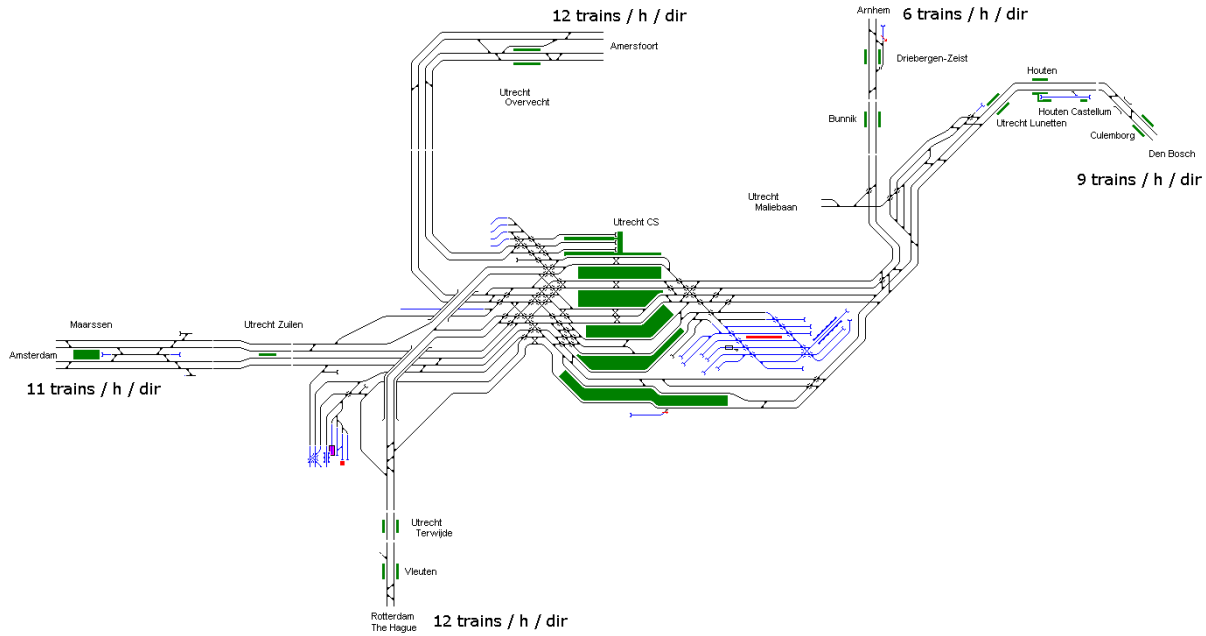 12 trains / h / dir
Arnhem
6 trains / h / dir
Amersfoort
Driebergen-Zeist
Houten
Utrecht
Overvecht
Bunnik
Houten Castellum
Utrecht Lunetten
Culemborg
Den Bosch
9 trains / h / dir
Utrecht
Maliebaan
Utrecht CS
Maarssen
Utrecht Zuilen
Amsterdam
11 trains / h / dir
Utrecht
Terwijde
Vleuten
Rotterdam
The Hague
12 trains / h / dir